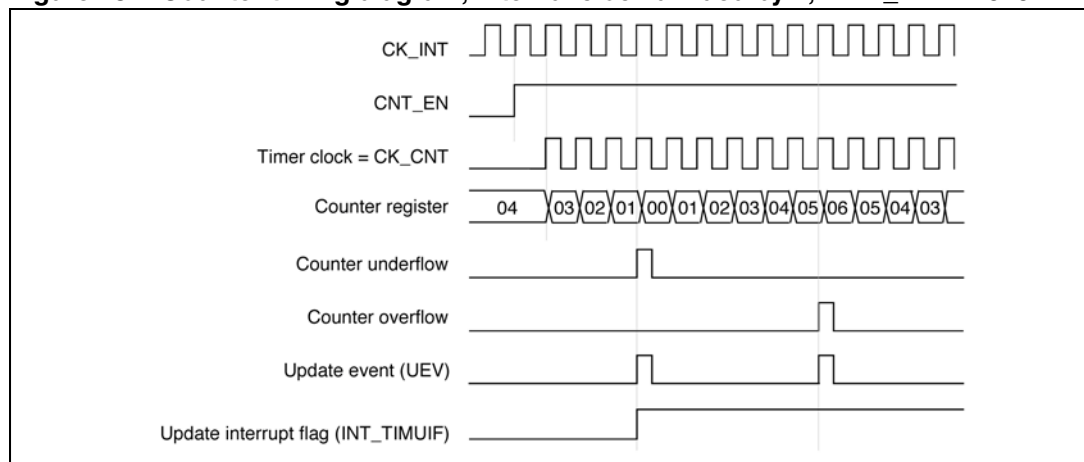 CK_INT
CNT_EN
Timer clock = CK_CNT
Counter register 04 03 02 01 00 01 02 03 04 05 06 05 04 03
Counter underflow
Counter overflow
Update event (UEV)
Update interrupt flag (INT_TIMUIF)